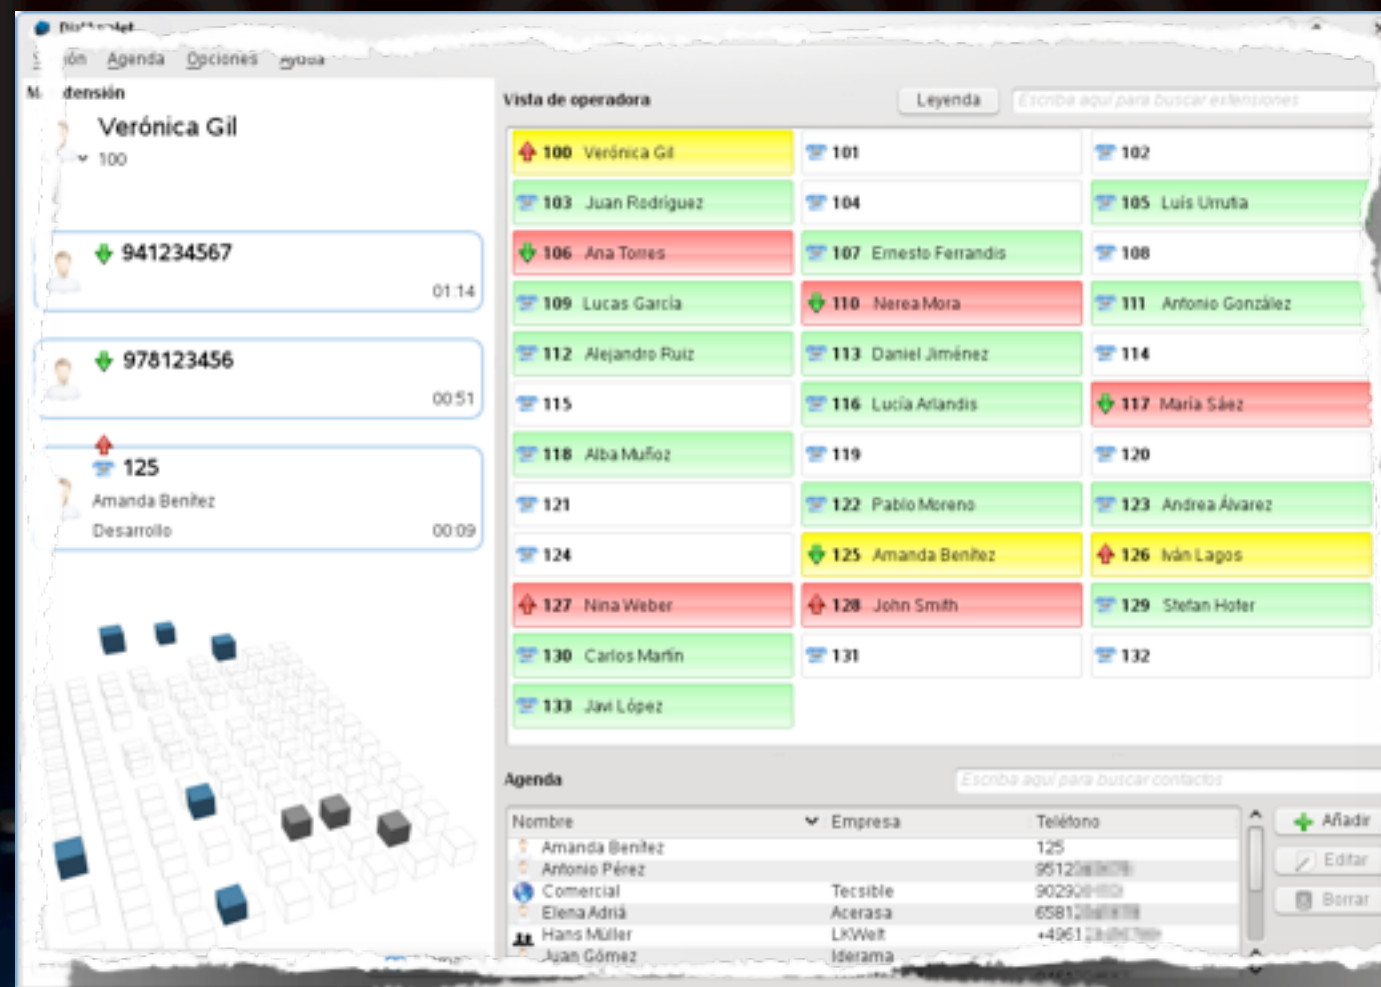 Agenda Opciones Ayuda
Verónica Gil
100
941234567
01:14
978123456
00:51
125
Amanda Benítez
Desarrollo 00:09
Vista de operadora Leyenda Escriba aquí para buscar extensiones
100 Verónica Gil 101 102
103 Juan Rodríguez 104 105 Luís Urrutia
106 Ana Torres 107 Ernesto Ferrandis 108
109 Lucas García 110 Nerea Mora 111 Antonio González
112 Alejandro Ruiz 113 Daniel Jiménez 114
115 116 Lucía Arlandis 117 María Sáez
118 Alba Muñoz 119 120
121 122 Pablo Moreno 123 Andrea Álvarez
124 125 Amanda Benítez 126 Iván Lagos
127 Nina Weber 128 John Smith 129 Stefan Hofer
130 Carlos Martín 131 132
133 Javi López
Agenda Escriba aquí para buscar contactos
Nombre Empresa Teléfono
Amanda Benítez 125
Antonio Pérez
Comercial Tecsible
Elena Adriá Acerasa
Hans Müller LKWelt
Juan Gómez Iderama
Añadir
Editar
Borrar